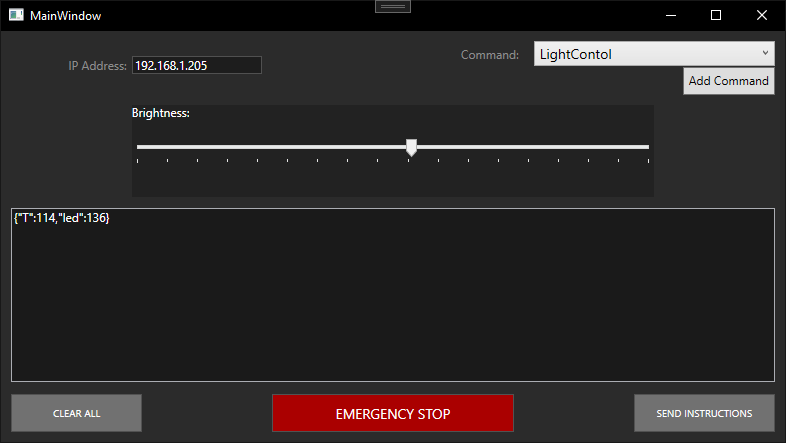 MainWindow
Command: LightContol
IP Address: 192.168.1.205
Add Command
Brightness:
{"T":114,"led":136}
CLEAR ALL EMERGENCY STOP SEND INSTRUCTIONS